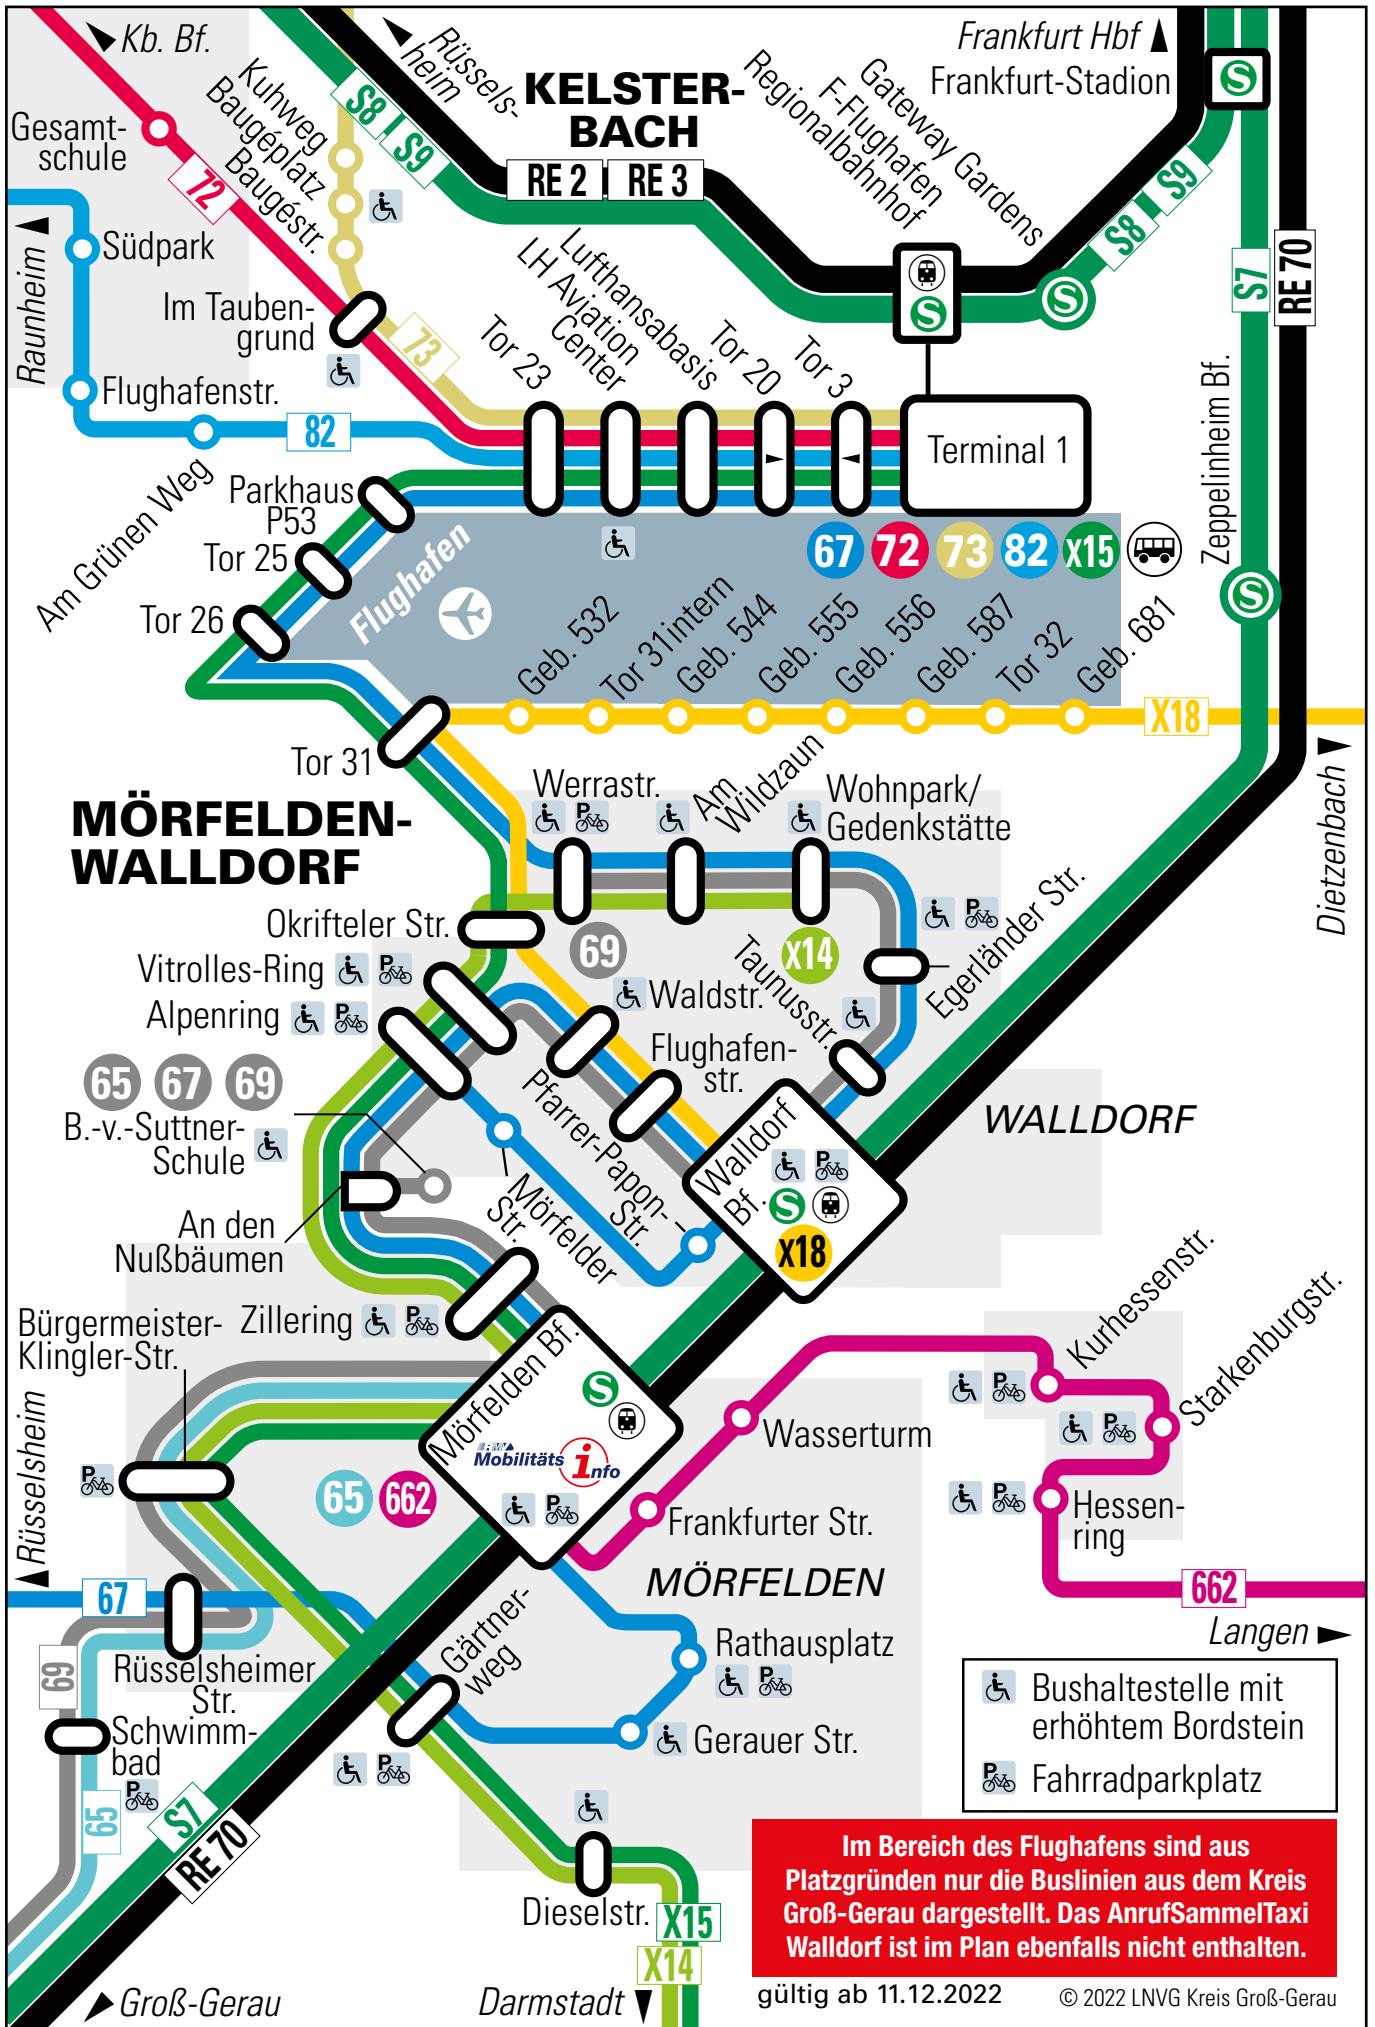 Kb. Bf.
Rüssels-
heim
KELSTER-
BACH
Frankfurt Hbf
Frankfurt-Stadion
S
Gesamt-
schule
72
Kuhweg
Baugéplatz
Baugéstr.
S8
S9
RE 2
RE 3
Regionalbahnhof
F-Flughafen
Gateway Gardens
S8
S9
S7
RE 70
S
S
Raunheim
Südpark
Im Tauben-
grund
73
Flughafenstr.
82
Am Grünen Weg
Tor 23
LH Aviation
Center
Lufthansabasis
Tor 20
Tor 3
Terminal 1
Zeppelinheim Bf.
S
Parkhaus
P53
Tor 25
Tor 26
Flughafen
67
72
73
82
X15
Geb. 532
Tor 31intern
Geb. 544
Geb. 555
Geb. 556
Geb. 587
Tor 32
Geb. 681
X18
Dietzenbach
Tor 31
MÖRFELDEN-
WALLDORF
Werrastr.
P
Am
Wildzaun
Wohnpark/
Gedenkstätte
Okrifteler Str.
69
X14
P
Egerländer Str.
Taunusstr.
Vitrolles-Ring
P
Alpenring
P
Waldstr.
Flughafen-
str.
65
67
69
B.-v.-Suttner-
Schule
Pfarrer-Papon-
Str.
Mörfelder
Str.
Walldorf
Bf.
P
S
X18
WALLDORF
An den
Nußbäumen
Zillering
P
Bürgermeister-
Klingler-Str.
P
Rüsselsheim
Mörfelden Bf.
S
RMV
Mobilitäts
info
P
65
662
Wasserturm
Frankfurter Str.
Kurhessenstr.
P
Starkenburgstr.
P
Hessen-
ring
P
662
Langen
MÖRFELDEN
67
69
Rüsselsheimer
Str.
Schwimm-
bad
P
65
S7
RE 70
Gärtner-
weg
P
Rathausplatz
P
Gerauer Str.
Dieselstr.
X15
X14
Groß-Gerau
Darmstadt
Bushaltestelle mit
erhöhtem Bordstein
P
Fahrradparkplatz
Im Bereich des Flughafens sind aus
Platzgründen nur die Buslinien aus dem Kreis
Groß-Gerau dargestellt. Das AnrufSammelTaxi
Walldorf ist im Plan ebenfalls nicht enthalten.
gültig ab 11.12.2022
© 2022 LNVG Kreis Groß-Gerau